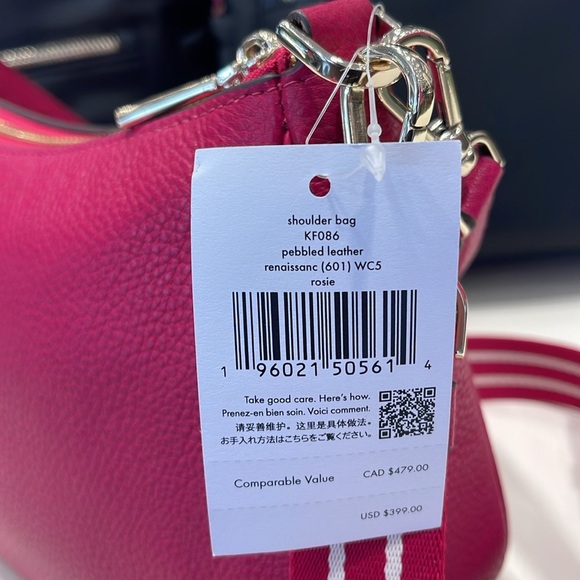 shoulder bag
KF086
pebbled leather
renaissanc (601) WC5
rosie
1 96021 50561 4
Take good care. Here's how.
Prenez-en bien soin. Voici comment.
请妥善维护。这里是具体做法。
お手入れ方法はこちらをご覧ください。
Comparable Value CAD $479.00
USD $399.00